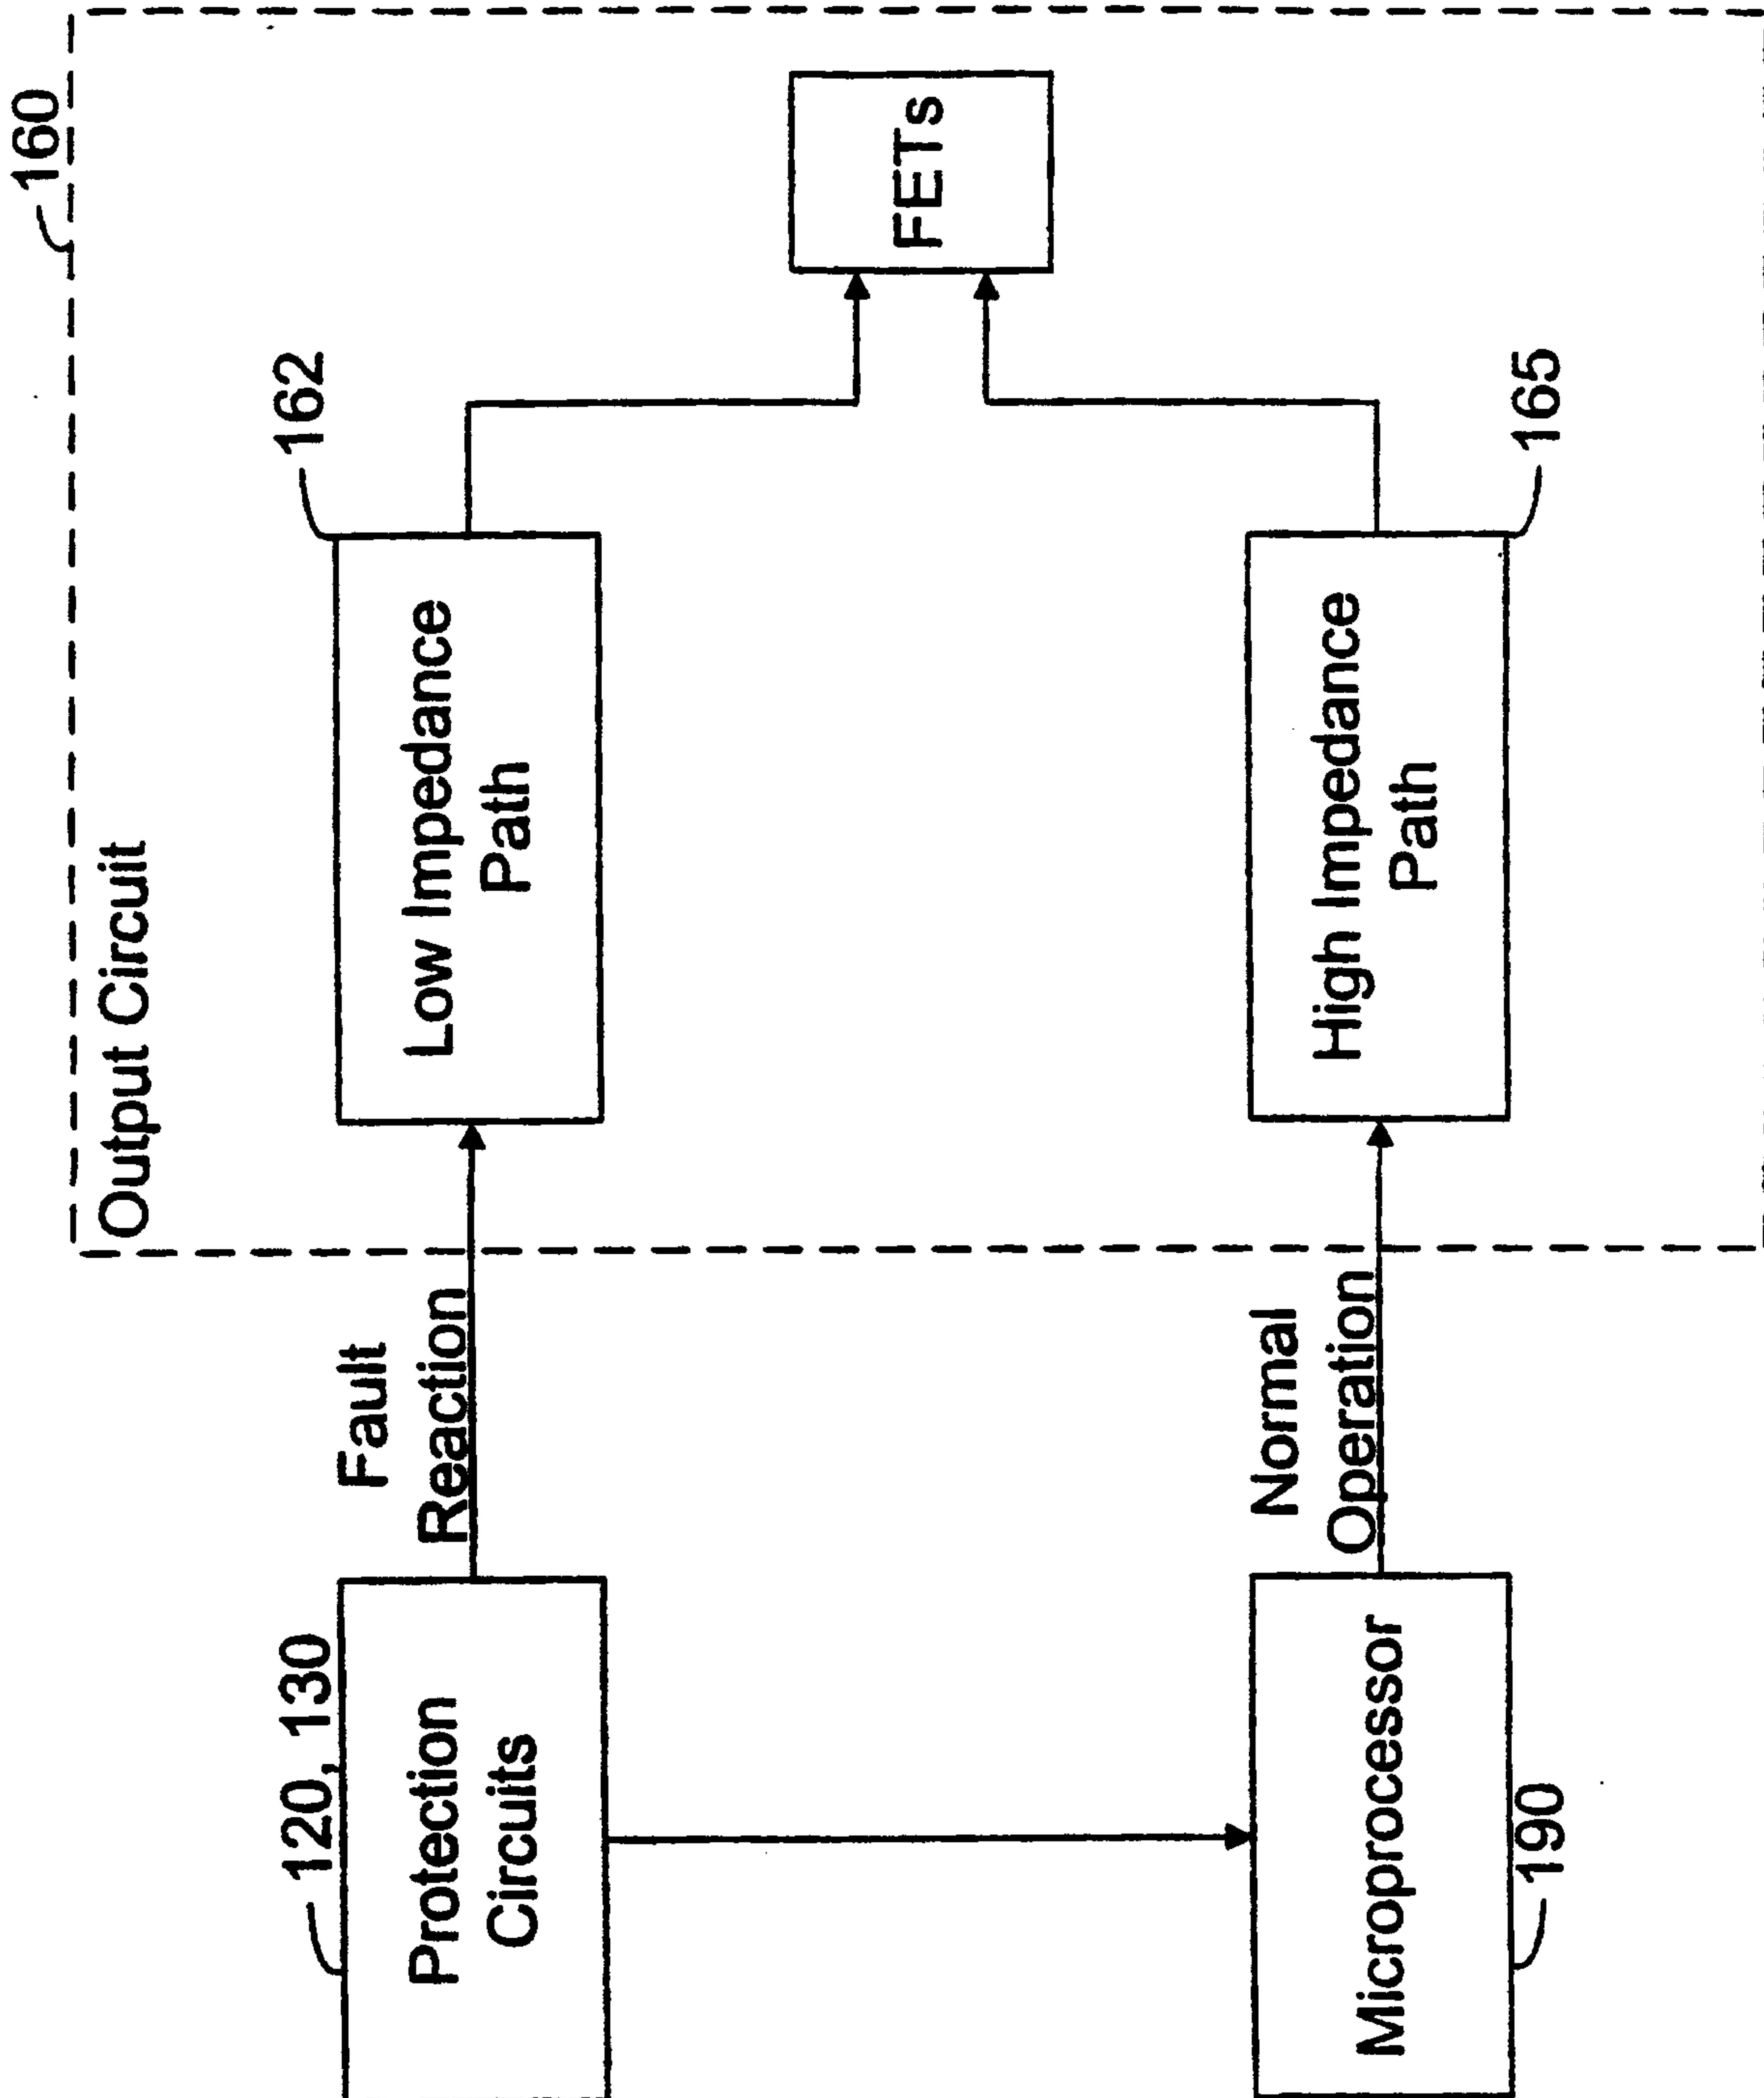 160
Output Circuit
120, 130
Protection
Circuits
Fault
Reaction
162
Low Impedance
Path
FETs
Microprocessor
190
Normal
Operation
High Impedance
Path
165